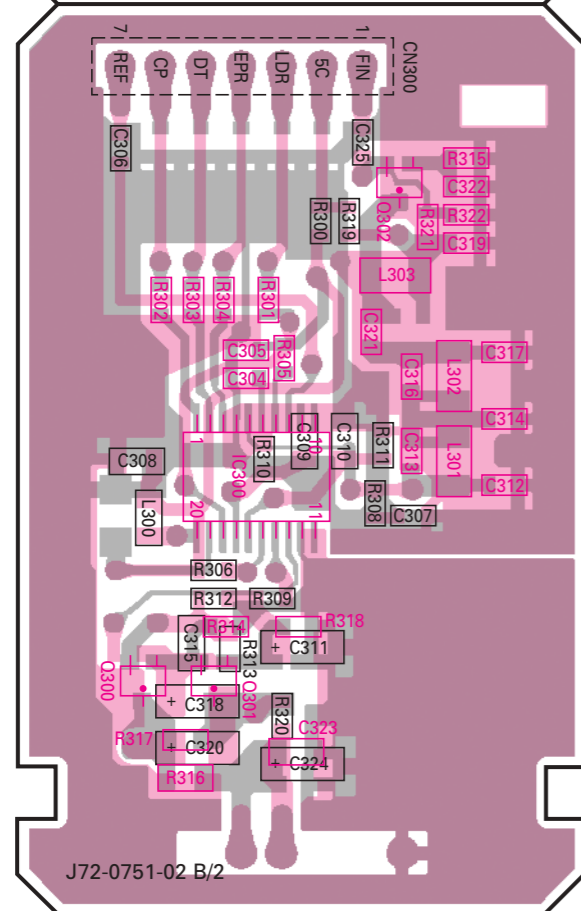 7 1
CN300
REF CP DT EPR LDR 5C FIN
C306
C325
R315
C322
R322
C319
Q302
R321
R300
R319
L303
R302
R303
R304
R301
C321
C305
C304
R305
C317
C316
L302
C314
1
10
IC300
R310
C309
C310
R311
C313
L301
C308
C312
20
11
L300
R308
C307
R306
R312
R309
R314
R318
C315
R313
+
+ C311
Q300
Q301
+ C318
R320
C323
R317
+ C320
+ C324
R316
J72-0751-02 B/2